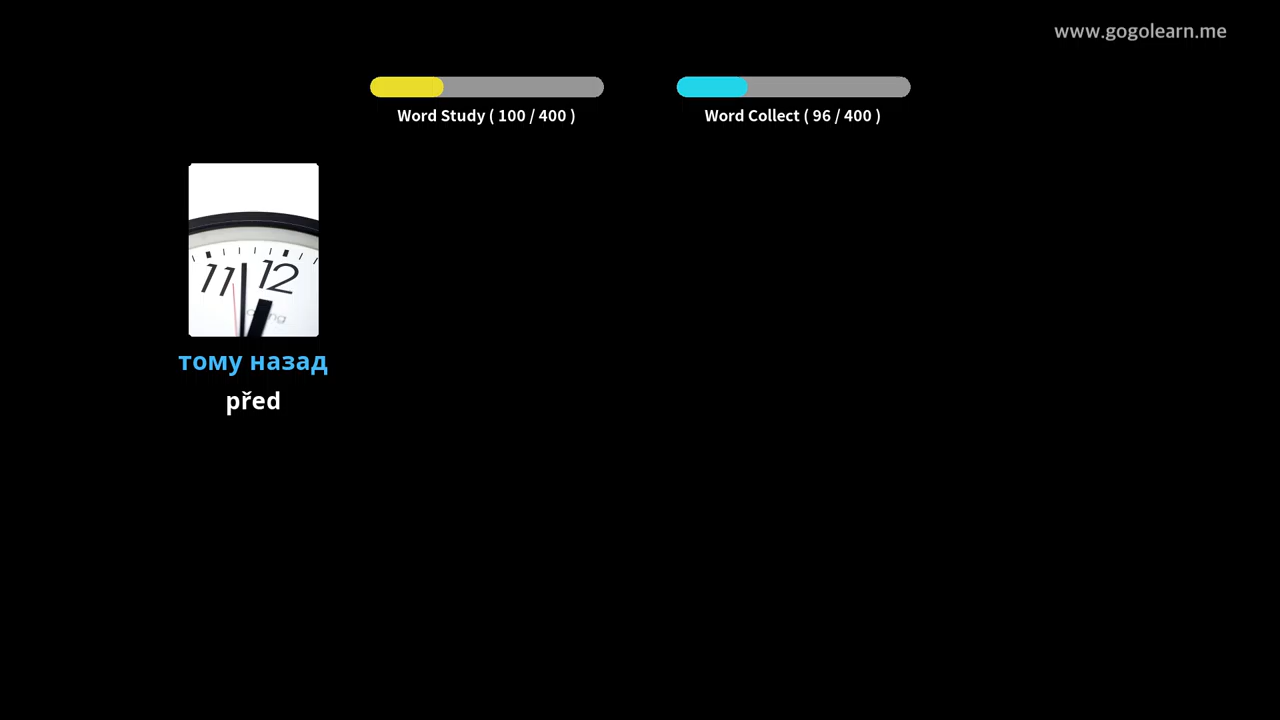 www.gogolearn.me
Word Study ( 100 / 400 )
Word Collect ( 96 / 400 )
11 12
тому назад
před